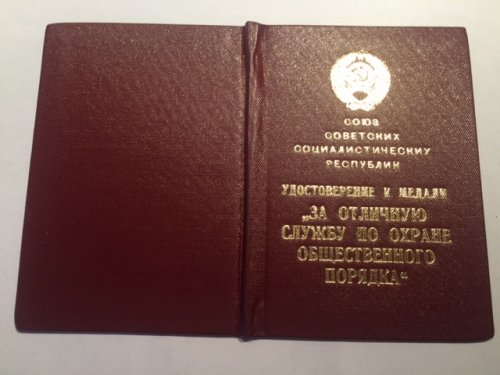 СОЮЗ
СОВЕТСКИХ
СОЦИАЛИСТИЧЕСКИХ
РЕСПУБЛИК
УДОСТОВЕРЕНИЕ К МЕДАЛИ
„ЗА ОТЛИЧНУЮ
СЛУЖБУ ПО ОХРАНЕ
ОБЩЕСТВЕННОГО
ПОРЯДКА“